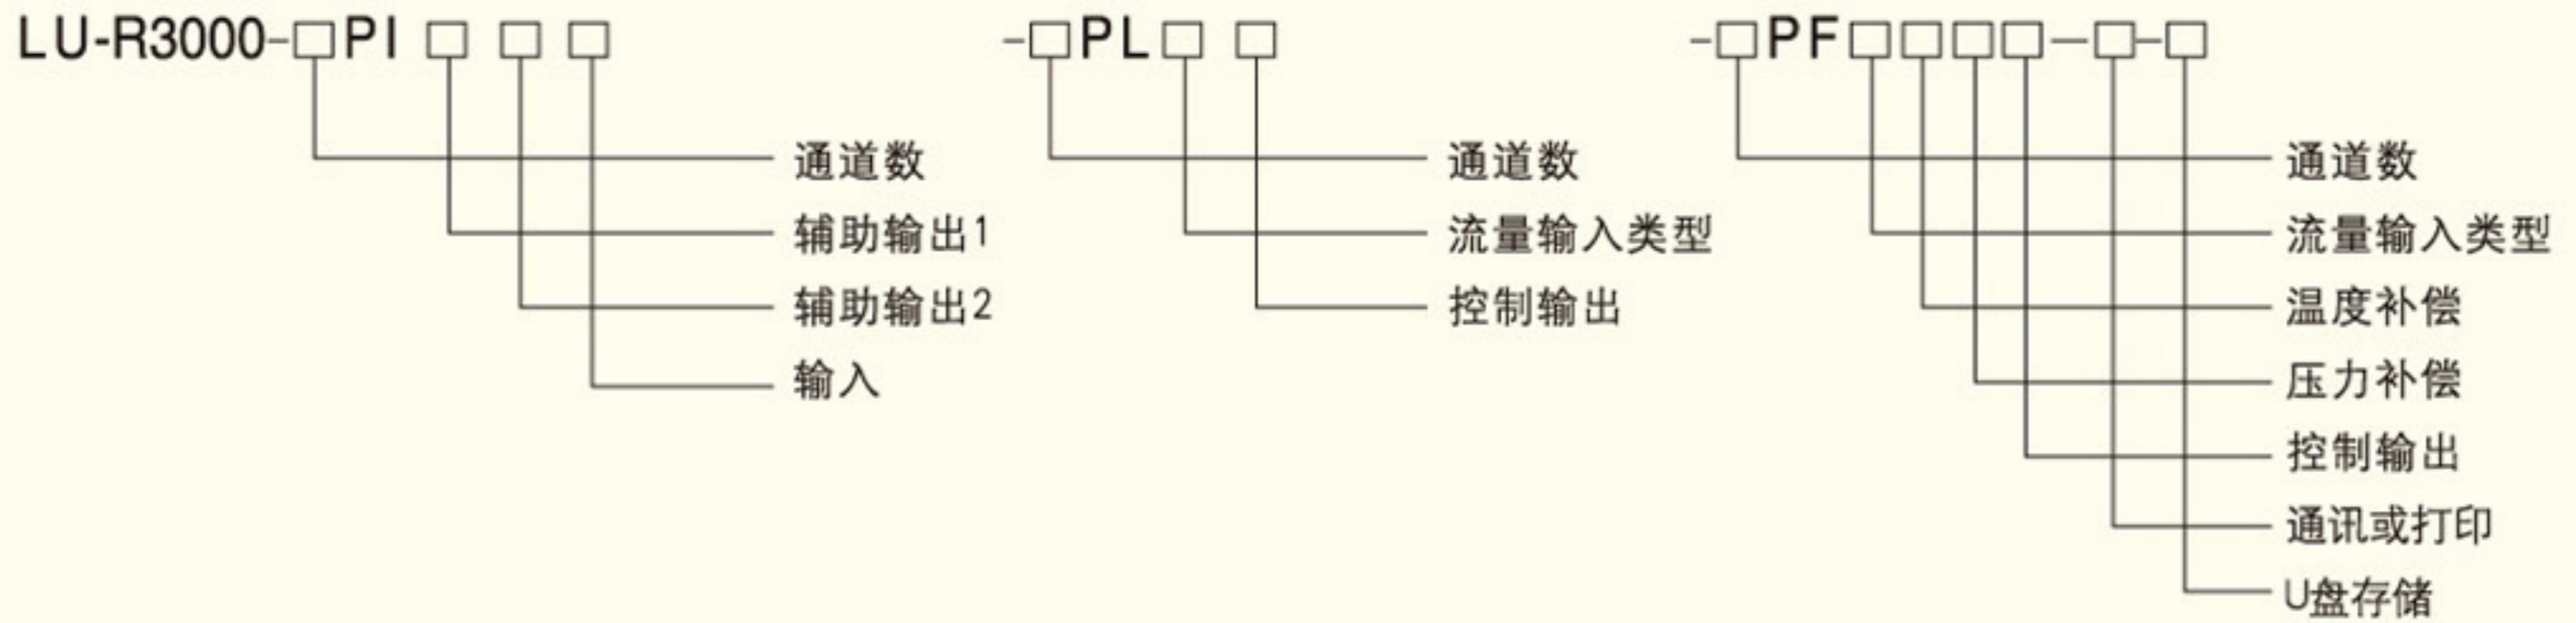 LU-R3000-□PI □ □ □ -□PL□ □ -□PF□□□□—□-□
通道数 通道数 通道数
辅助输出1 流量输入类型 流量输入类型
辅助输出2 控制输出 温度补偿
输入 压力补偿
控制输出
通讯或打印
U盘存储